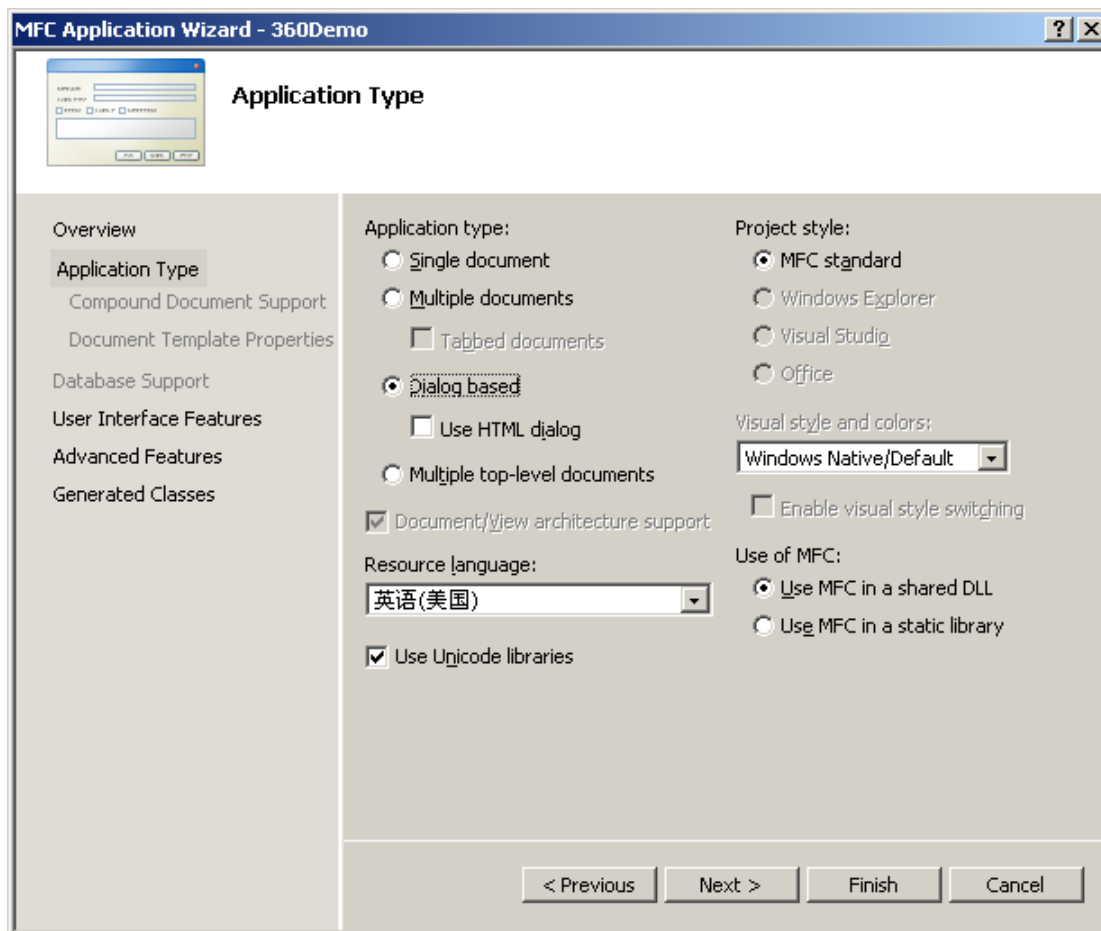 MFC Application Wizard - 360Demo
Application Type
Overview
Application Type
Compound Document Support
Document Template Properties
Database Support
User Interface Features
Advanced Features
Generated Classes
Application type:
Single document
Multiple documents
Tabbed documents
Dialog based
Use HTML dialog
Multiple top-level documents
Document/View architecture support
Resource language:
英语(美国)
Use Unicode libraries
Project style:
MFC standard
Windows Explorer
Visual Studio
Office
Visual style and colors:
Windows Native/Default
Enable visual style switching
Use of MFC:
Use MFC in a shared DLL
Use MFC in a static library
< Previous
Next >
Finish
Cancel